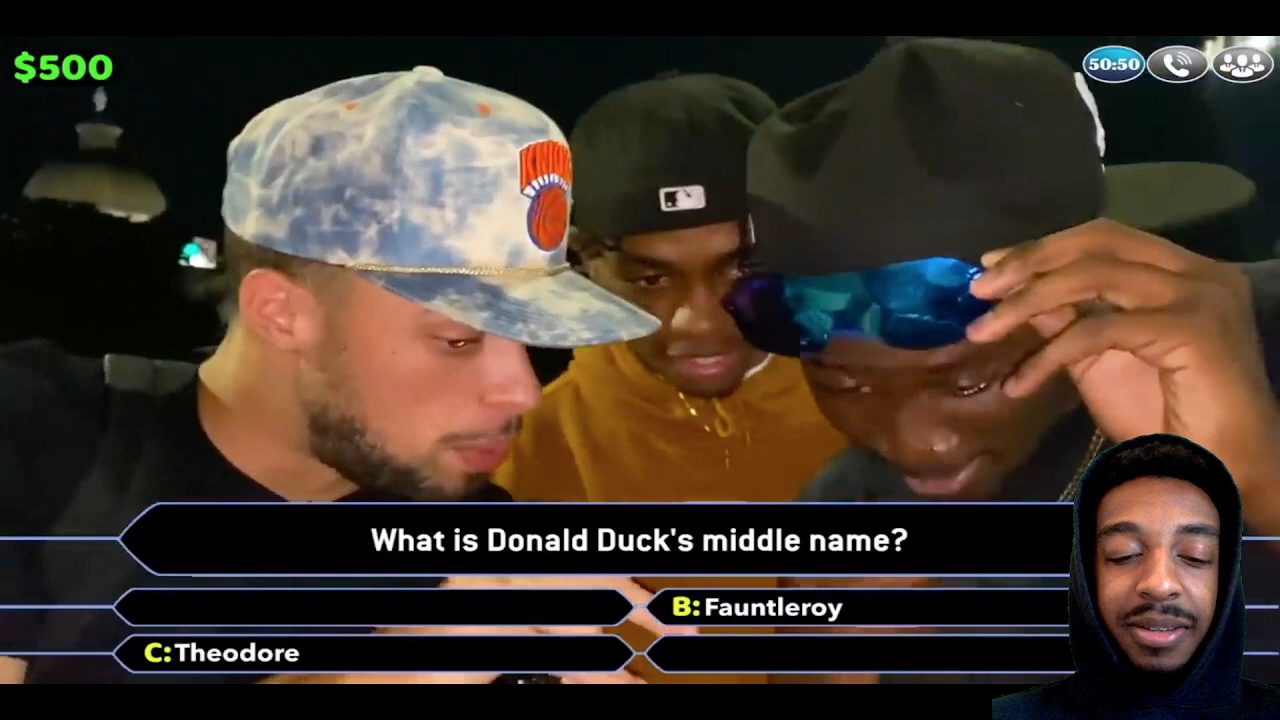 $500
50:50
What is Donald Duck's middle name?
B: Fauntleroy
C: Theodore